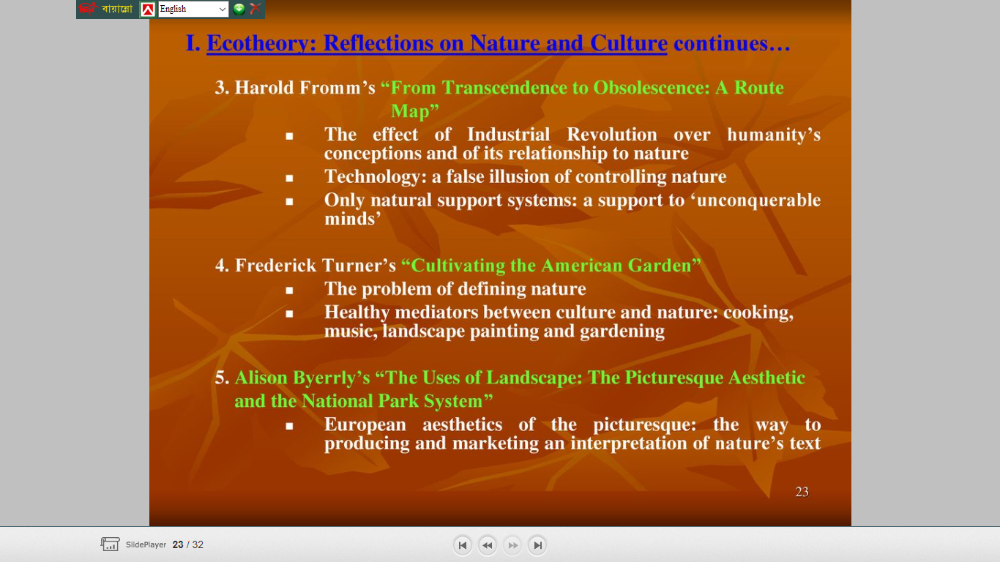 বায়ান্নো English
I. Ecotheory: Reflections on Nature and Culture continues…
3. Harold Fromm’s “From Transcendence to Obsolescence: A Route
Map”
▪ The effect of Industrial Revolution over humanity’s
conceptions and of its relationship to nature
▪ Technology: a false illusion of controlling nature
▪ Only natural support systems: a support to ‘unconquerable
minds’
4. Frederick Turner’s “Cultivating the American Garden”
▪ The problem of defining nature
▪ Healthy mediators between culture and nature: cooking,
music, landscape painting and gardening
5. Alison Byerrly’s “The Uses of Landscape: The Picturesque Aesthetic
and the National Park System”
▪ European aesthetics of the picturesque: the way to
producing and marketing an interpretation of nature’s text
23
SlidePlayer 23 / 32